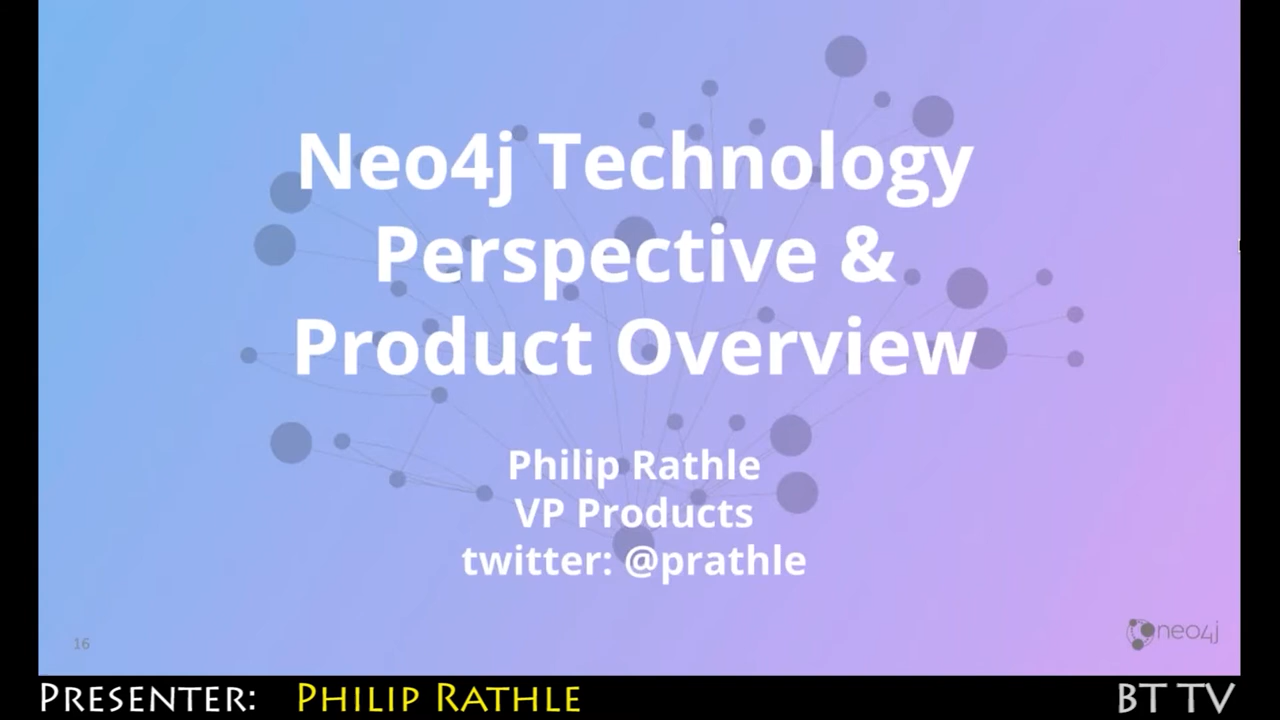 Neo4j Technology
Perspective &
Product Overview
Philip Rathle
VP Products
twitter: @prathle
16
neo4j
PRESENTER: PHILIP RATHLE
BT TV